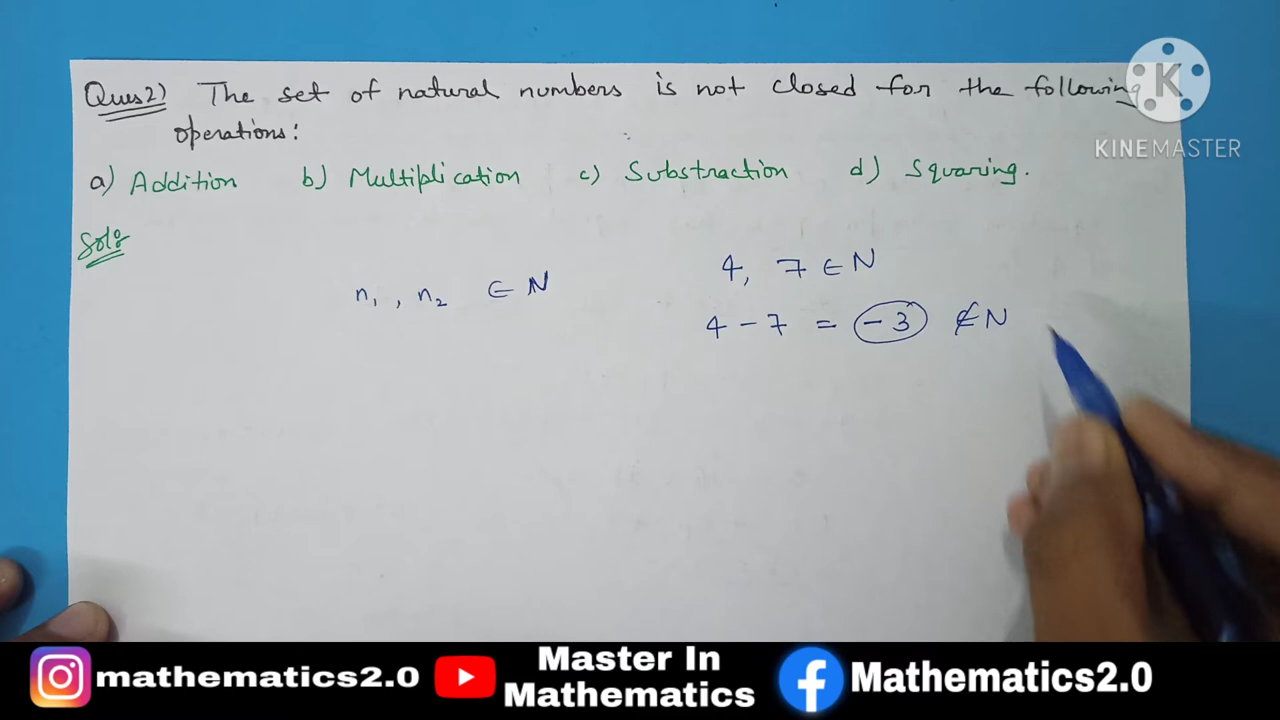 Ques2) The set of natural numbers is not closed for the following
operations:
a) Addition b) Multiplication c) Substraction d) Squaring.
Solo
n₁, n₂ ∈ N
4, 7 ∈ N
4 - 7 = -3 ∉ N
K
KINEMASTER
mathematics2.0
Master In
Mathematics
Mathematics2.0